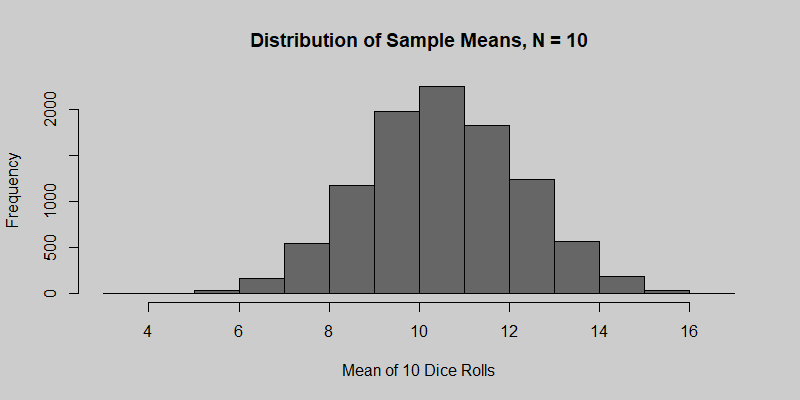 Distribution of Sample Means, N = 10
Frequency
2000
1000
500
0
4 6 8 10 12 14 16
Mean of 10 Dice Rolls